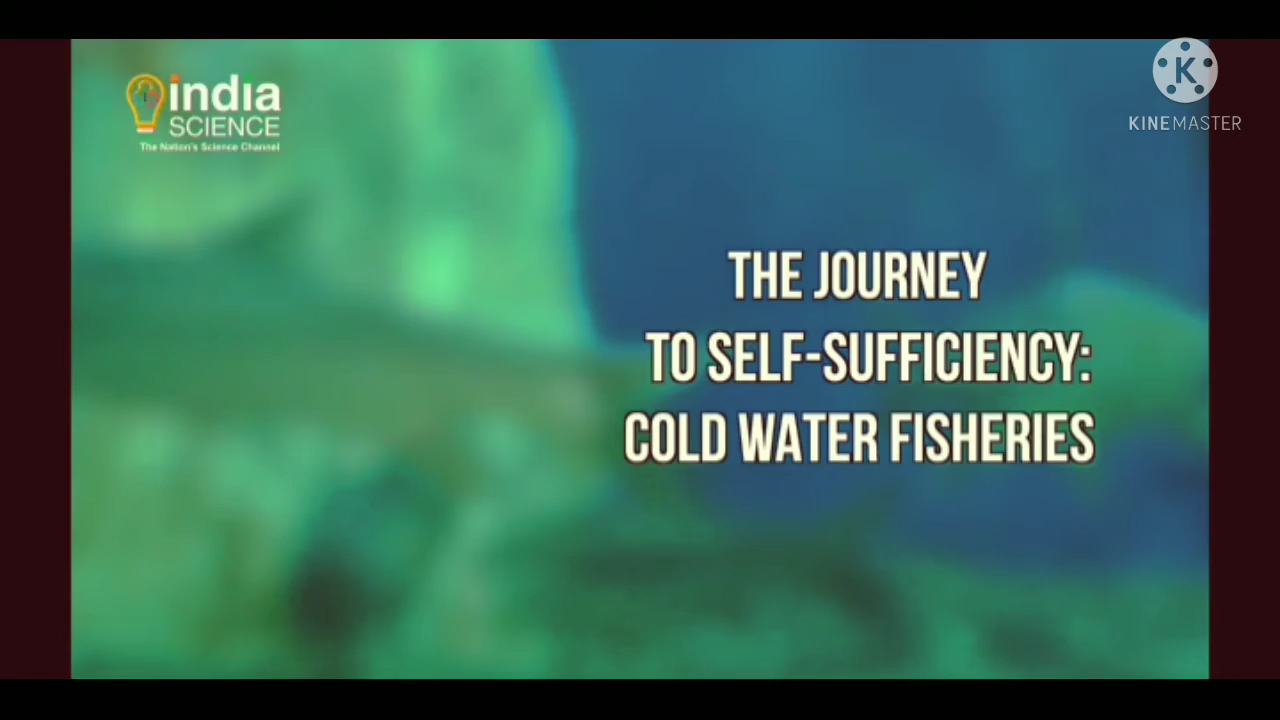 india
SCIENCE
The Nation's Science Channel
K
KINEMASTER
THE JOURNEY
TO SELF-SUFFICIENCY:
COLD WATER FISHERIES